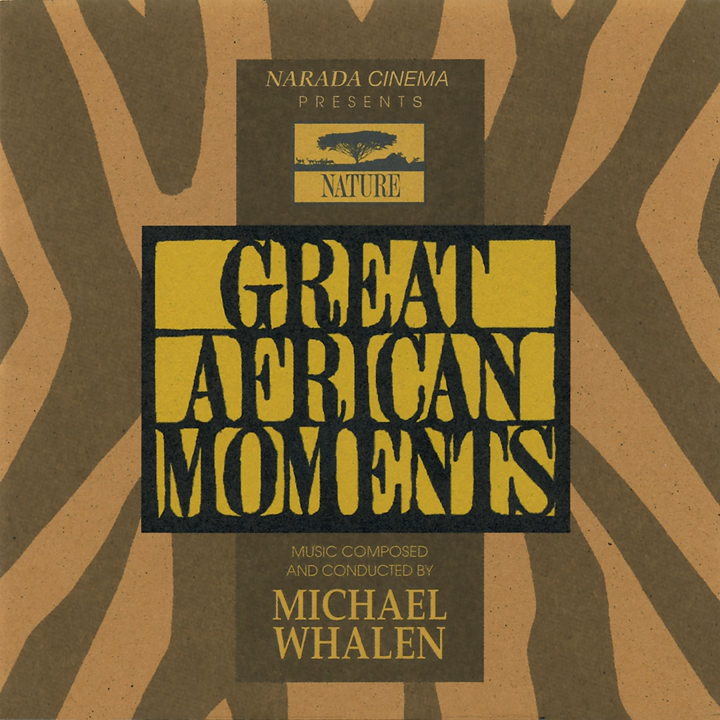 NARADA CINEMA
PRESENTS
NATURE
GREAT
AFRICAN
MOMENTS
MUSIC COMPOSED
AND CONDUCTED BY
MICHAEL
WHALEN